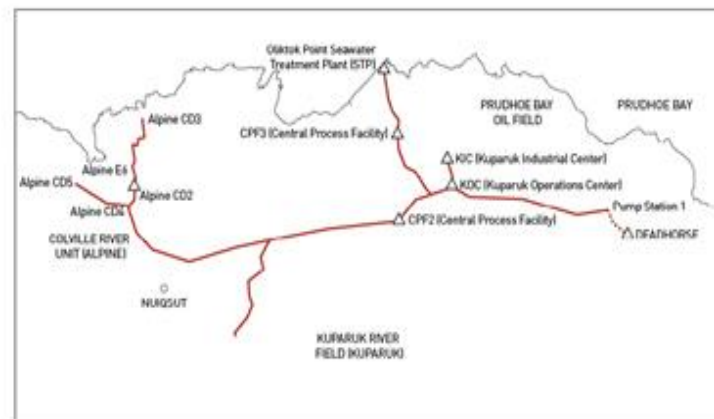 Oliktok Point Seawater
Treatment Plant (STP)
PRUDHOE BAY
OIL FIELD
PRUDHOE BAY
Alpine CD3
CPF3 (Central Process Facility)
KIC (Kuparuk Industrial Center)
Alpine E6
Alpine CD5
Alpine CD2
KOC (Kuparuk Operations Center)
Alpine CD4
Pump Station 1
CPF2 (Central Process Facility)
DEADHORSE
COLVILLE RIVER
UNIT (ALPINE)
NUIQSUT
KUPARUK RIVER
FIELD (KUPARUK)